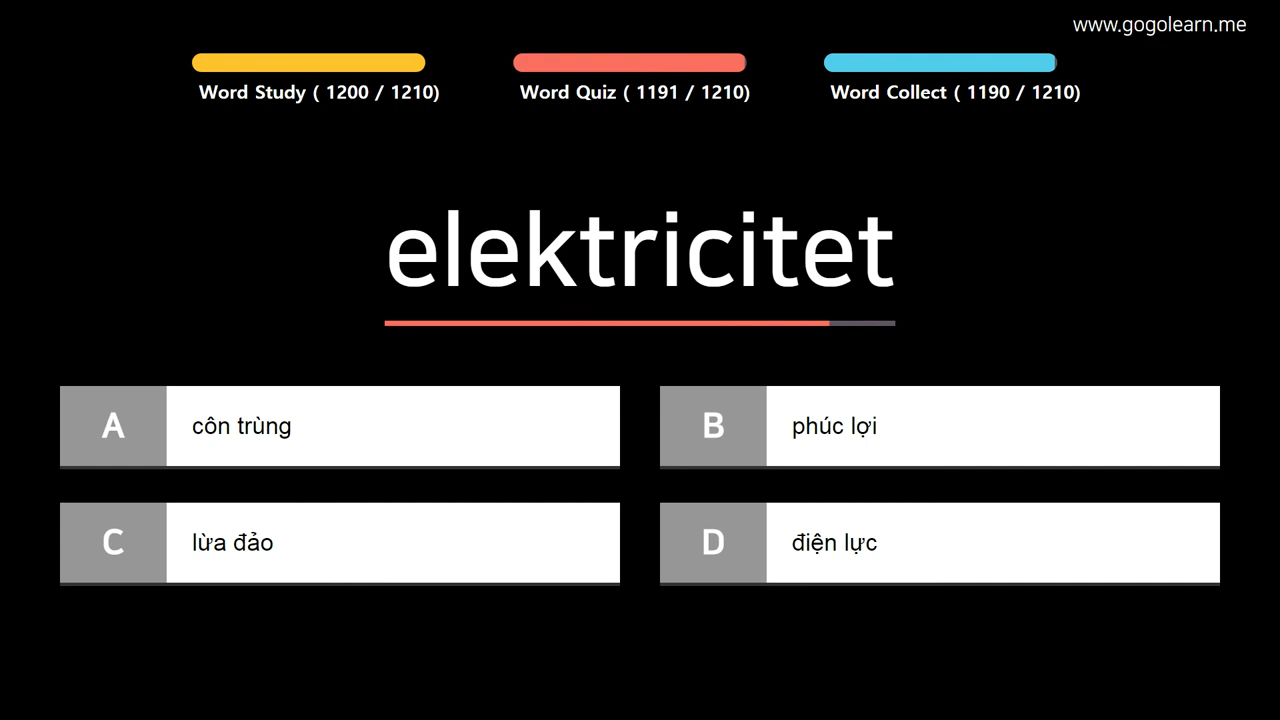 www.gogolearn.me
Word Study ( 1200 / 1210)
Word Quiz ( 1191 / 1210)
Word Collect ( 1190 / 1210)
elektricitet
A
côn trùng
B
phúc lợi
C
lừa đảo
D
điện lực